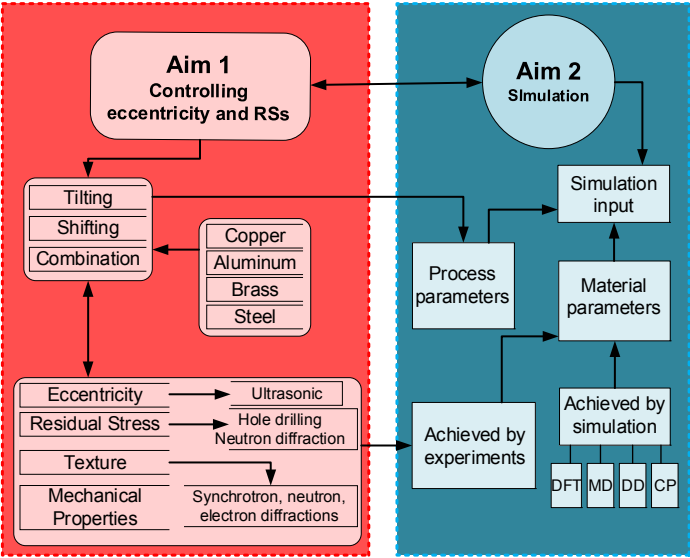 Aim 1
Controlling
eccentricity and RSs
Aim 2
SImulation
Tilting
Shifting
Combination
Copper
Aluminum
Brass
Steel
Simulation
input
Process
parameters
Material
parameters
Eccentricity
Ultrasonic
Residual Stress
Hole drilling
Neutron diffraction
Texture
Mechanical
Properties
Synchrotron, neutron,
electron diffractions
Achieved by
experiments
Achieved by
simulation
DFT
MD
DD
CP